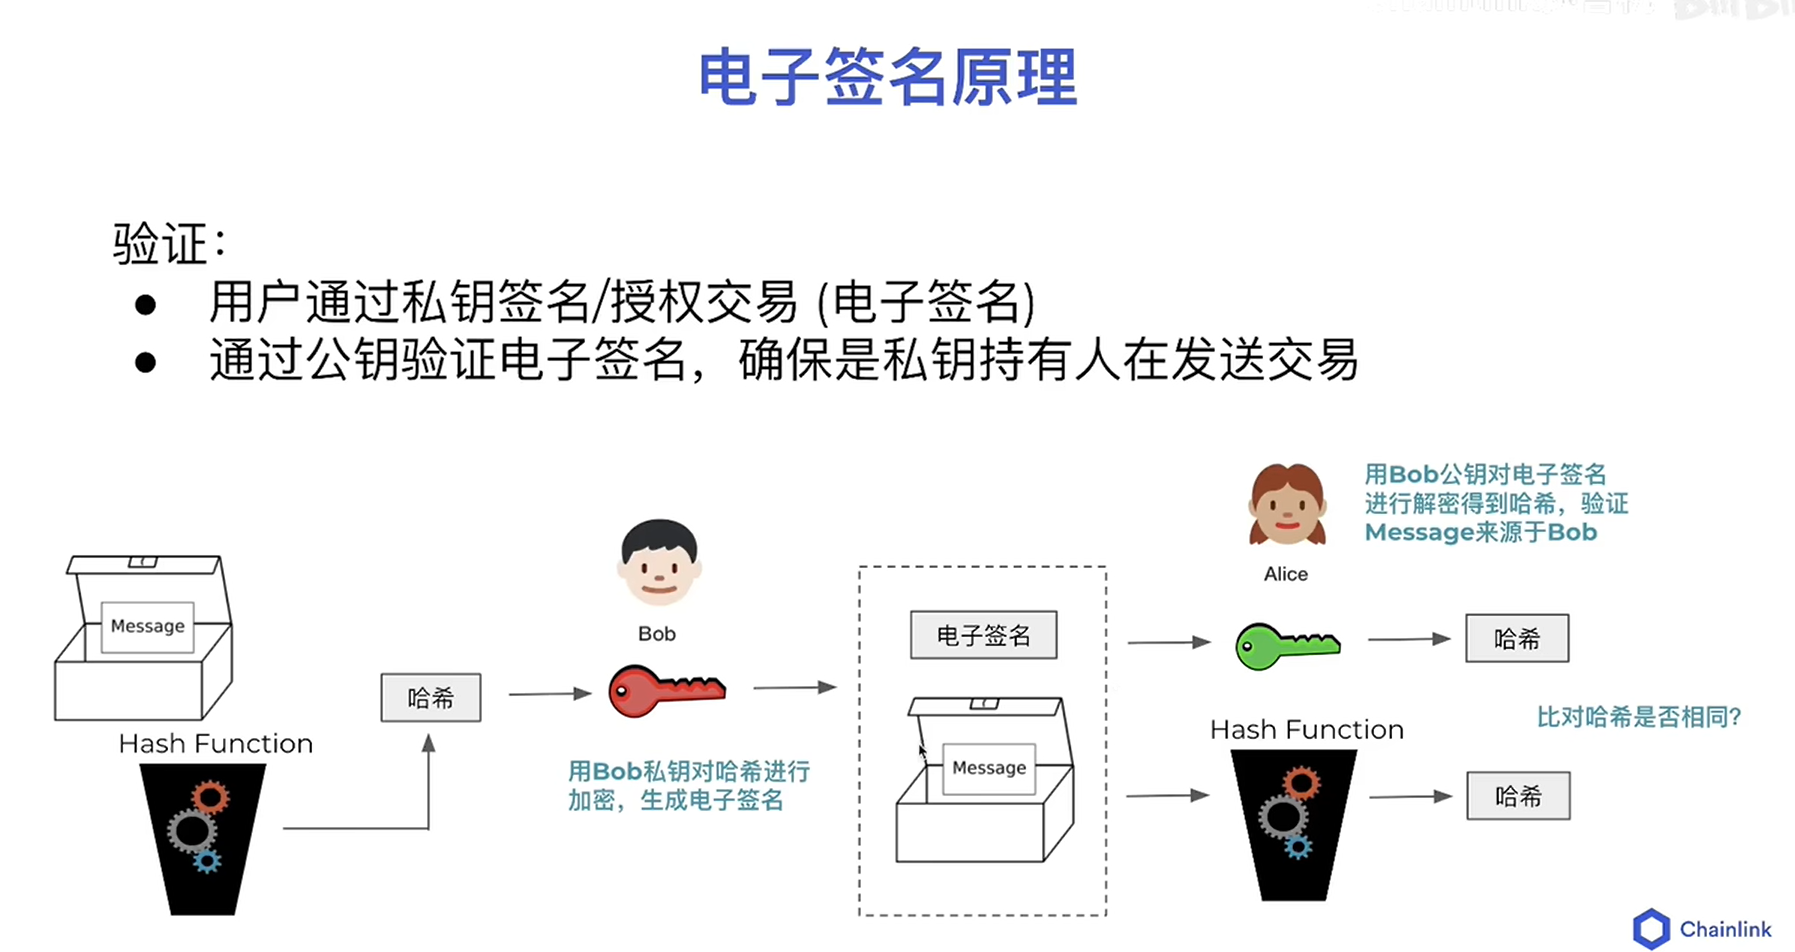 电子签名原理
验证：
● 用户通过私钥签名/授权交易 (电子签名)
● 通过公钥验证电子签名，确保是私钥持有人在发送交易
Message
Hash Function
哈希
Bob
用Bob私钥对哈希进行
加密，生成电子签名
电子签名
Message
Alice
用Bob公钥对电子签名
进行解密得到哈希，验证
Message来源于Bob
哈希
Hash Function
哈希
比对哈希是否相同?
Chainlink